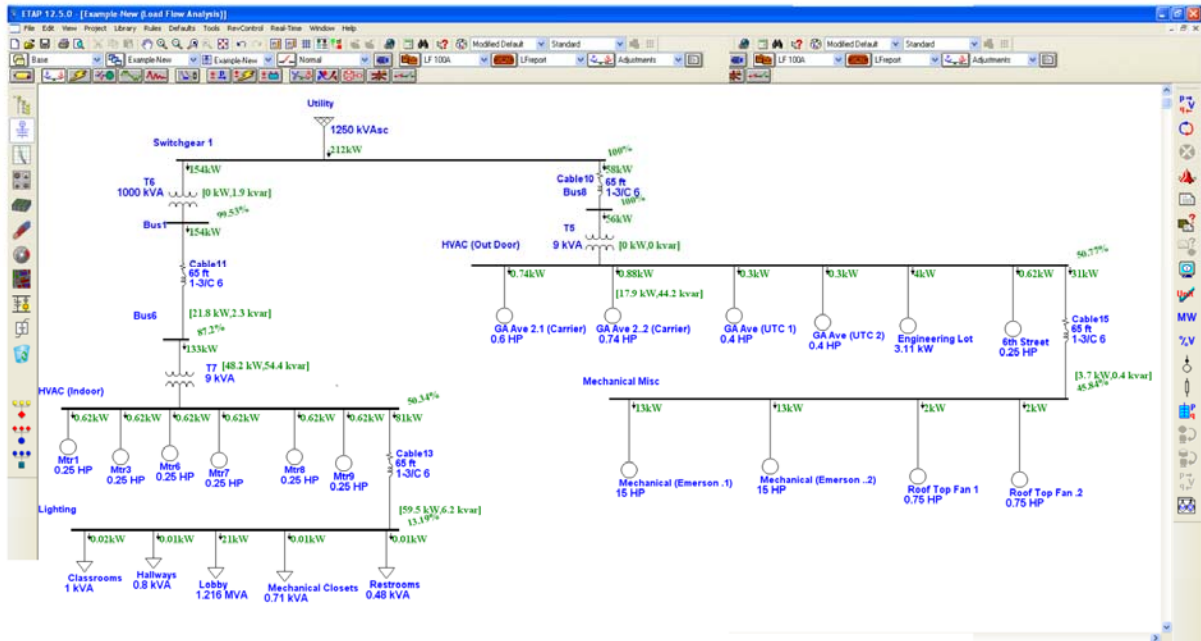 ETAP 12.5.0 - [Example-New (Load Flow Analysis)]
File Edit View Project Library Rules Defaults Tools RevControl Real-Time Window Help
Modified Default Standard Modified Default Standard
Base Example-New Example-New Normal LF 100A LFreport Adjustments LF 100A LFreport Adjustments
Utility
1250 kVAsc
212kW
Switchgear 1
100%
154kW
T6
1000 kVA
[0 kW,1.9 kvar]
99.53%
Bus1
154kW
Cable11
65 ft
1-3/C 6
[21.8 kW,2.3 kvar]
Bus6
87.2%
133kW
T7
9 kVA
[48.2 kW,54.4 kvar]
HVAC (Indoor)
50.34%
0.62kW 0.62kW 0.62kW 0.62kW 0.62kW 0.62kW 81kW
Mtr1
0.25 HP
Mtr3
0.25 HP
Mtr6
0.25 HP
Mtr7
0.25 HP
Mtr8
0.25 HP
Mtr9
0.25 HP
Cable13
65 ft
1-3/C 6
[59.5 kW,6.2 kvar]
Lighting
13.19%
0.02kW 0.01kW 21kW 0.01kW 0.01kW
Classrooms
1 kVA
Hallways
0.8 kVA
Lobby
1.216 MVA
Mechanical Closets
0.71 kVA
Restrooms
0.48 kVA
58kW
Cable10
65 ft
1-3/C 6
Bus8
100%
56kW
T5
9 kVA
[0 kW,0 kvar]
HVAC (Out Door)
50.77%
0.74kW 0.88kW 0.3kW 0.3kW 4kW 0.62kW 31kW
[17.9 kW,44.2 kvar]
GA Ave 2.1 (Carrier)
0.6 HP
GA Ave 2..2 (Carrier)
0.74 HP
GA Ave (UTC 1)
0.4 HP
GA Ave (UTC 2)
0.4 HP
Engineering Lot
3.11 kW
6th Street
0.25 HP
Cable15
65 ft
1-3/C 6
[3.7 kW,0.4 kvar]
Mechanical Misc
45.84%
13kW 13kW 2kW 2kW
Mechanical (Emerson .1)
15 HP
Mechanical (Emerson ..2)
15 HP
Roof Top Fan 1
0.75 HP
Roof Top Fan .2
0.75 HP
MW
%V